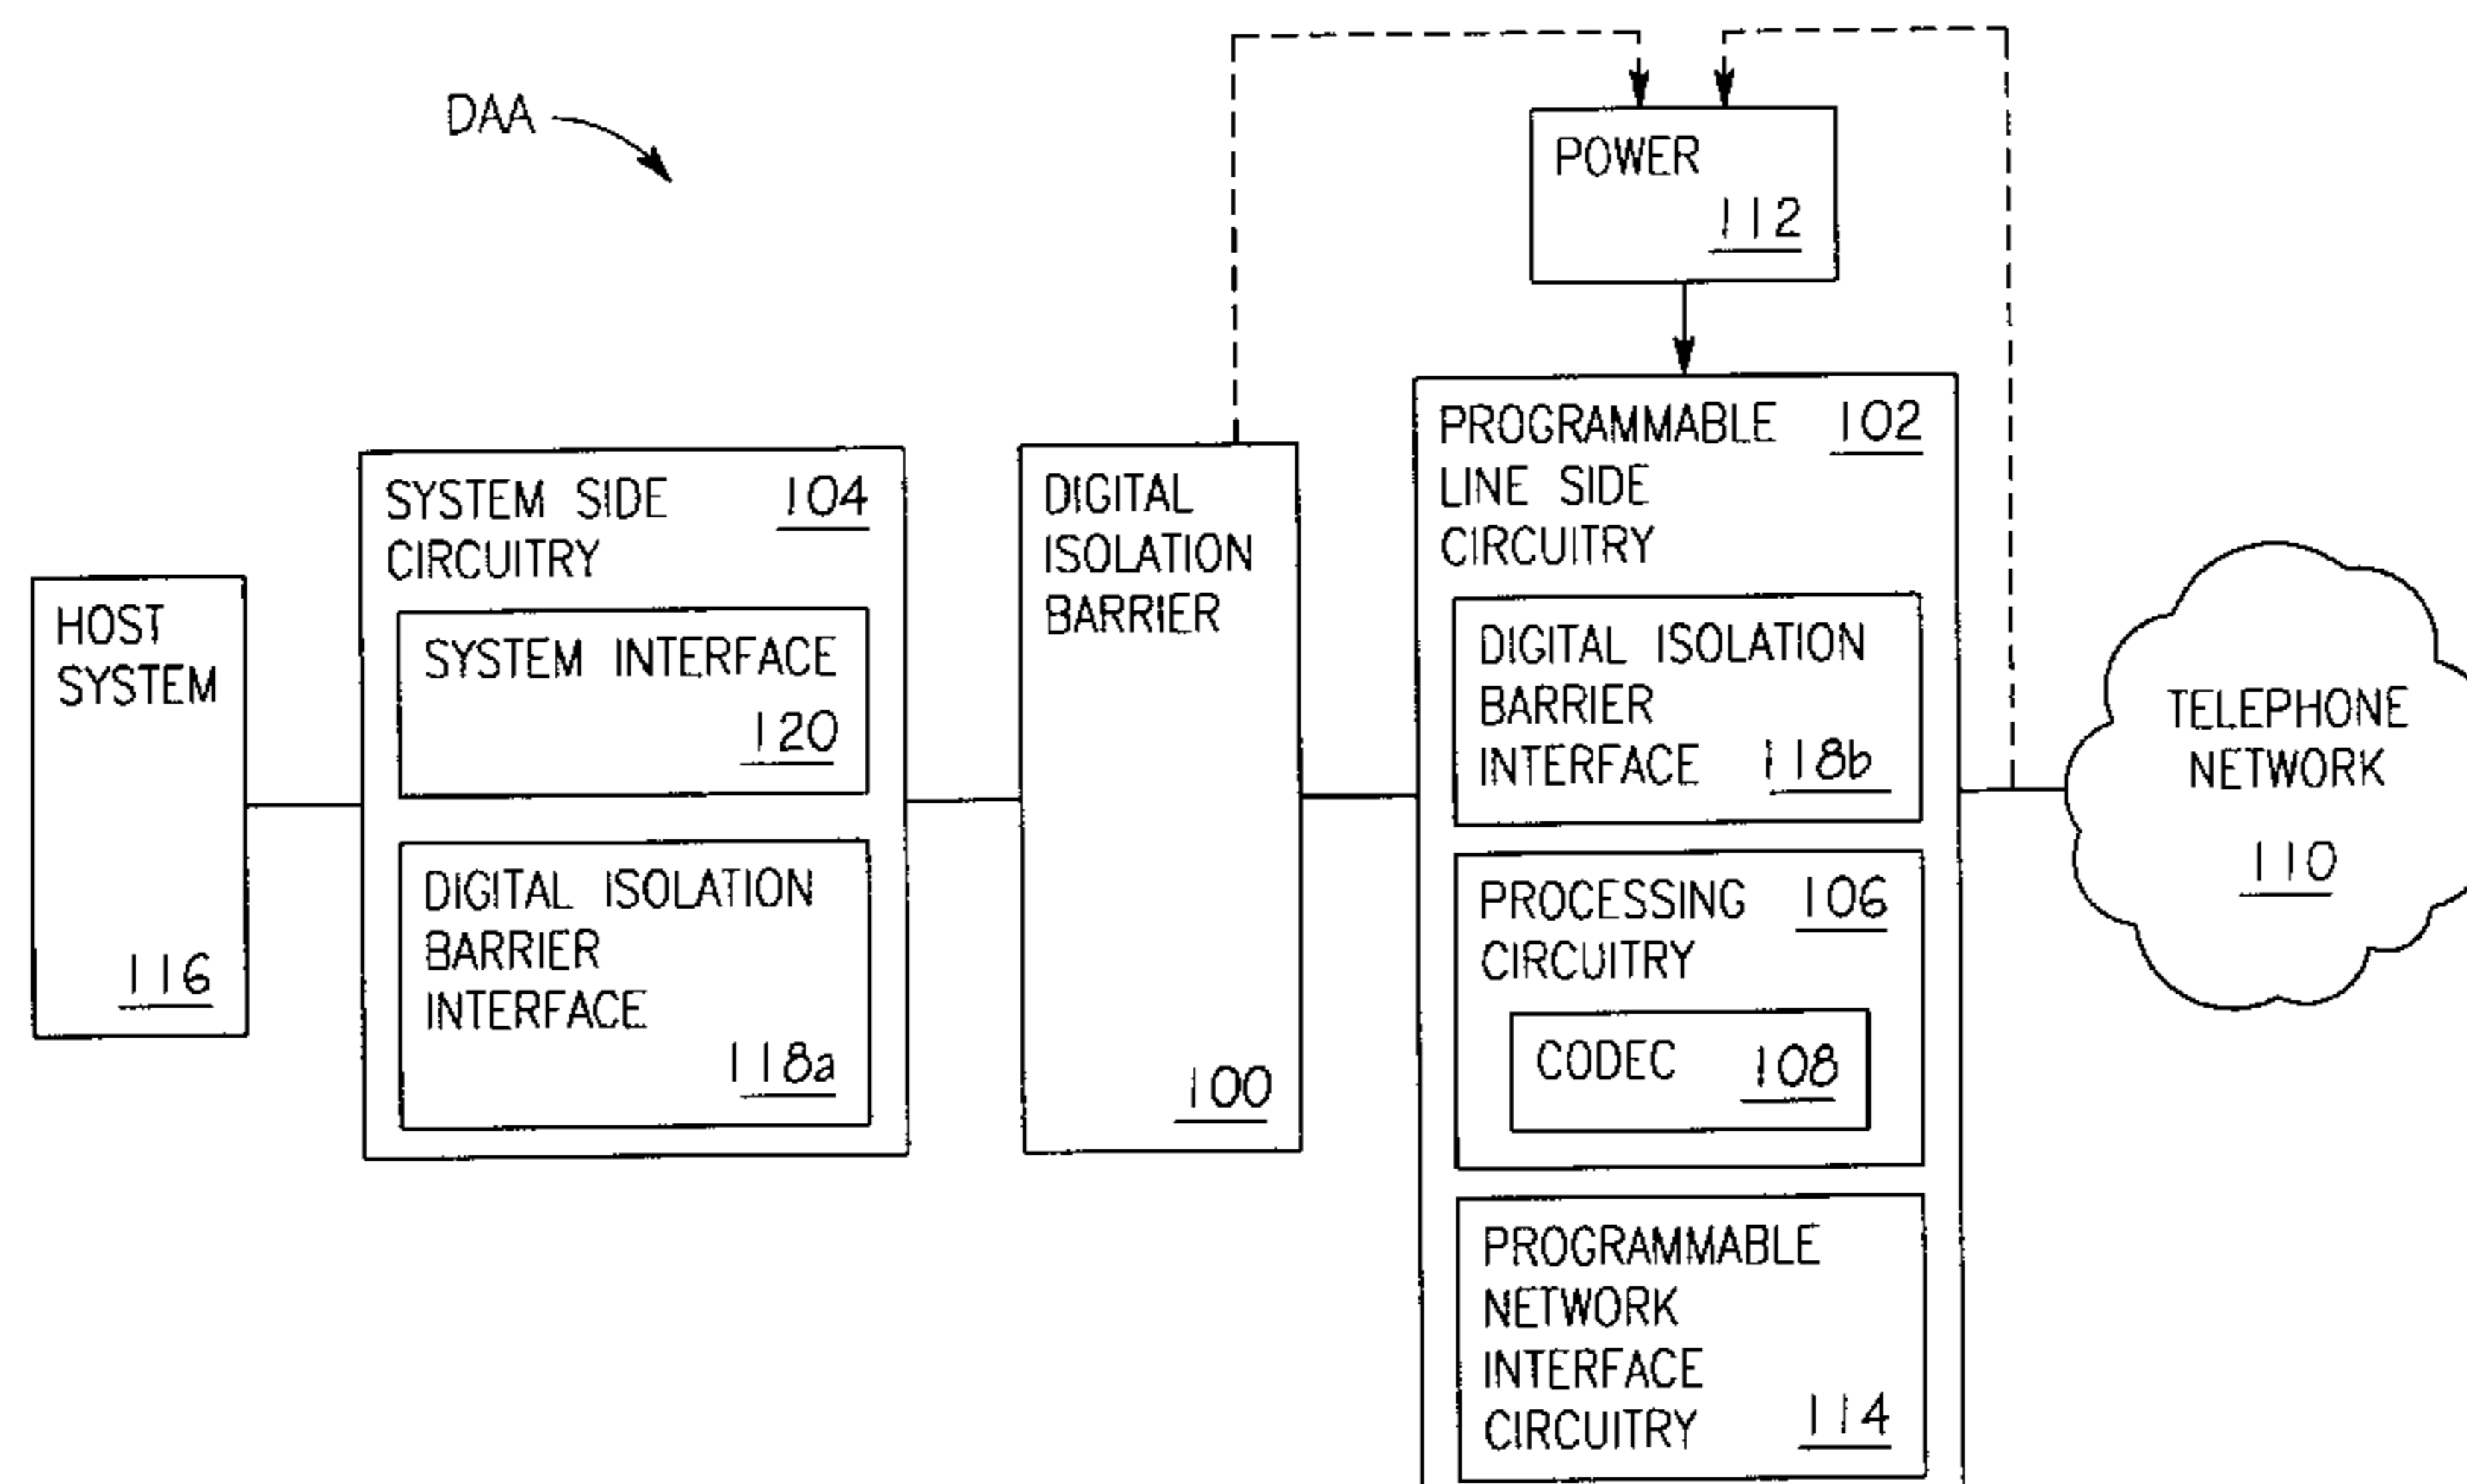 DAA
POWER
112
HOST
SYSTEM
116
SYSTEM SIDE 104
CIRCUITRY
SYSTEM INTERFACE
120
DIGITAL ISOLATION
BARRIER
INTERFACE
118a
DIGITAL
ISOLATION
BARRIER
100
PROGRAMMABLE 102
LINE SIDE
CIRCUITRY
DIGITAL ISOLATION
BARRIER
INTERFACE 118b
PROCESSING 106
CIRCUITRY
CODEC 108
PROGRAMMABLE
NETWORK
INTERFACE
CIRCUITRY 114
TELEPHONE
NETWORK
110